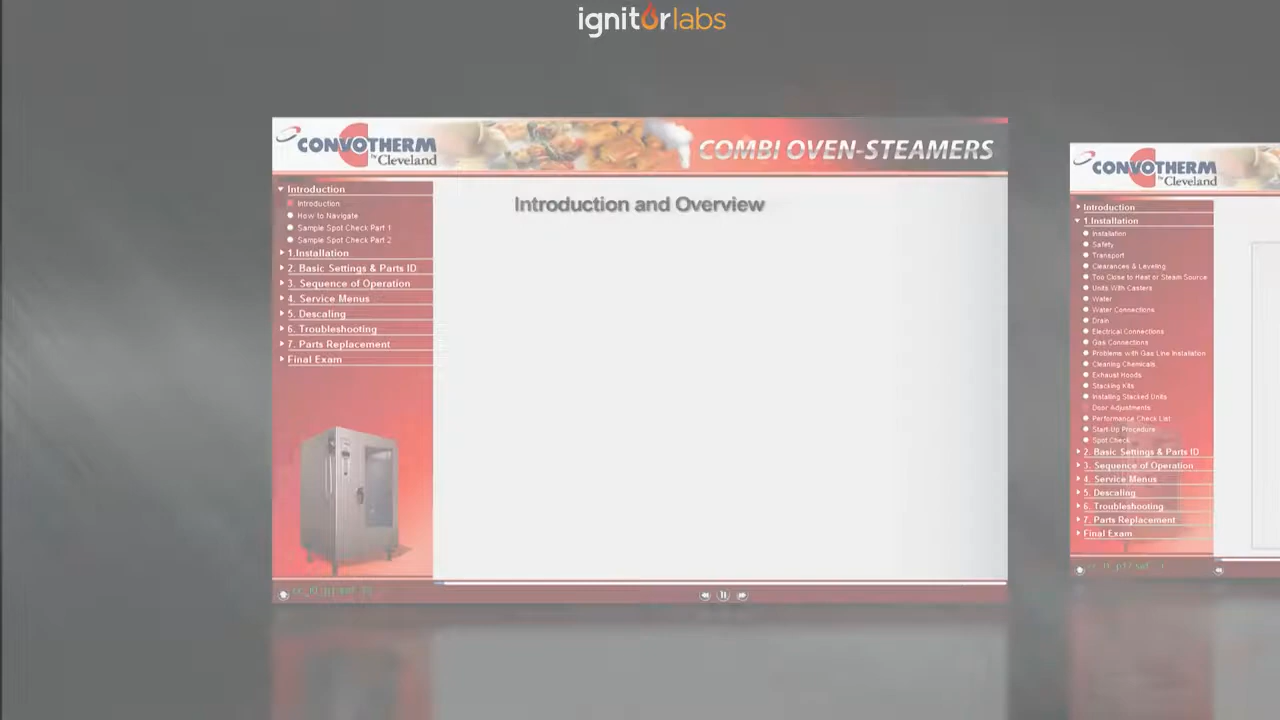 ignitorlabs
CONVOTHERM
by Cleveland
COMBI OVEN-STEAMERS
Introduction
Introduction
How to Navigate
Sample Spot Check Part 1
Sample Spot Check Part 2
1.Installation
2. Basic Settings & Parts ID
3. Sequence of Operation
4. Service Menus
5. Descaling
6. Troubleshooting
7. Parts Replacement
Final Exam
Introduction and Overview
CONVOTHERM
by Cleveland
Introduction
1.Installation
Installation
Safety
Transport
Clearances & Leveling
Too Close to Heat or Steam Source
Units With Casters
Water
Water Connections
Drain
Electrical Connections
Gas Connections
Problems with Gas Line Installation
Cleaning Chemicals
Exhaust Hoods
Stacking Kits
Installing Stacked Units
Door Adjustments
Performance Check List
Start-Up Procedure
Spot Check
2. Basic Settings & Parts ID
3. Sequence of Operation
4. Service Menus
5. Descaling
6. Troubleshooting
7. Parts Replacement
Final Exam